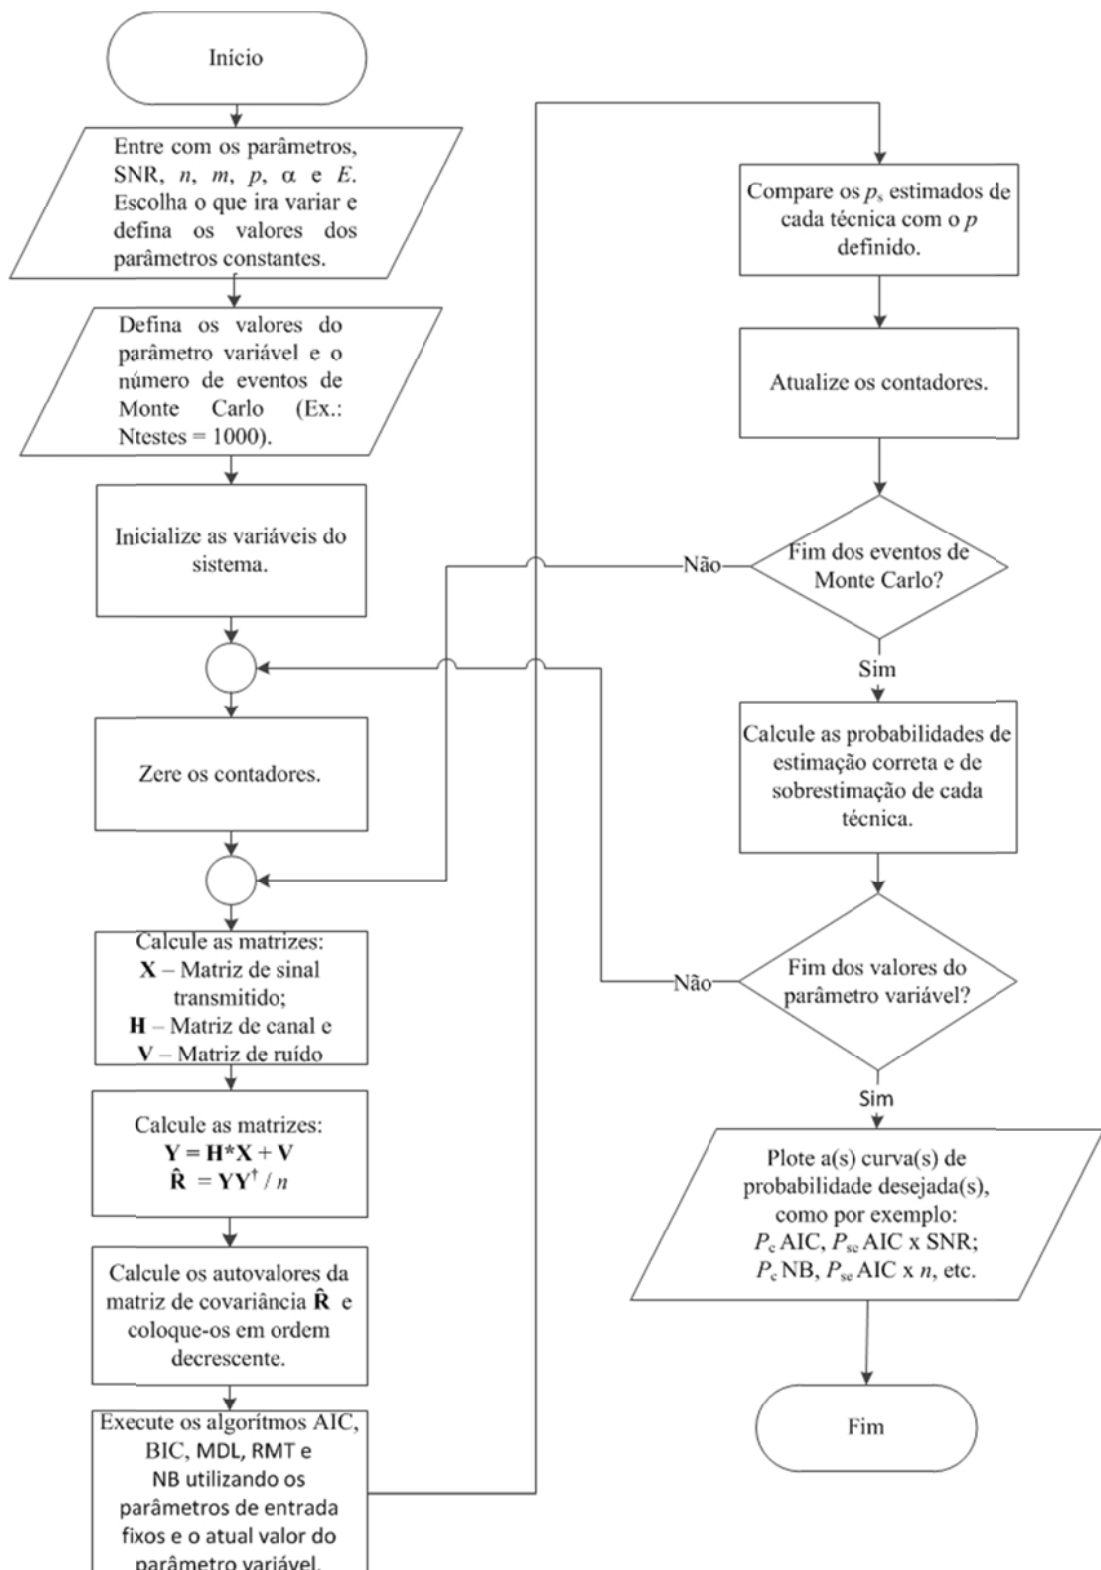 Início
Entre com os parâmetros,
SNR, n, m, p, α e E.
Escolha o que ira variar e
defina os valores dos
parâmetros constantes.
Defina os valores do
parâmetro variável e o
número de eventos de
Monte Carlo (Ex.:
Ntestes = 1000).
Inicialize as variáveis do
sistema.
Zere os contadores.
Calcule as matrizes:
X – Matriz de sinal
transmitido;
H – Matriz de canal e
V – Matriz de ruído
Calcule as matrizes:
Y = H*X + V
R̂ = YY† / n
Calcule os autovalores da
matriz de covariância R̂ e
coloque-os em ordem
decrescente.
Execute os algorítmos AIC,
BIC, MDL, RMT e
NB utilizando os
parâmetros de entrada
fixos e o atual valor do
parâmetro variável.
Compare os ps estimados de
cada técnica com o p
definido.
Atualize os contadores.
Fim dos eventos de
Monte Carlo?
Não
Sim
Calcule as probabilidades de
estimação correta e de
sobrestimação de cada
técnica.
Fim dos valores do
parâmetro variável?
Não
Sim
Plote a(s) curva(s) de
probabilidade desejada(s),
como por exemplo:
Pc AIC, Pse AIC x SNR;
Pc NB, Pse AIC x n, etc.
Fim